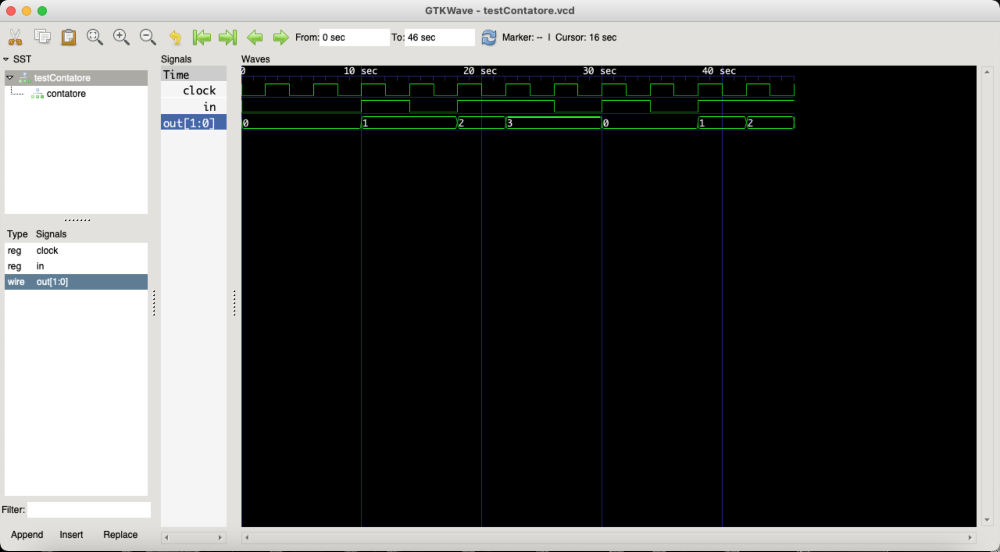 GTKWave - testContatore.vcd
From: 0 sec To: 46 sec Marker: -- | Cursor: 16 sec
SST
testContatore
contatore
Type Signals
reg clock
reg in
wire out[1:0]
Filter:
Append Insert Replace
Signals
Time
clock
in
out[1:0]
Waves
0 10 sec 20 sec 30 sec 40 sec
0 1 2 3 0 1 2